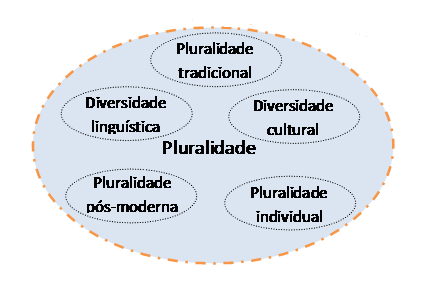 Pluralidade
tradicional
Diversidade
linguística
Diversidade
cultural
Pluralidade
Pluralidade
pós-moderna
Pluralidade
individual